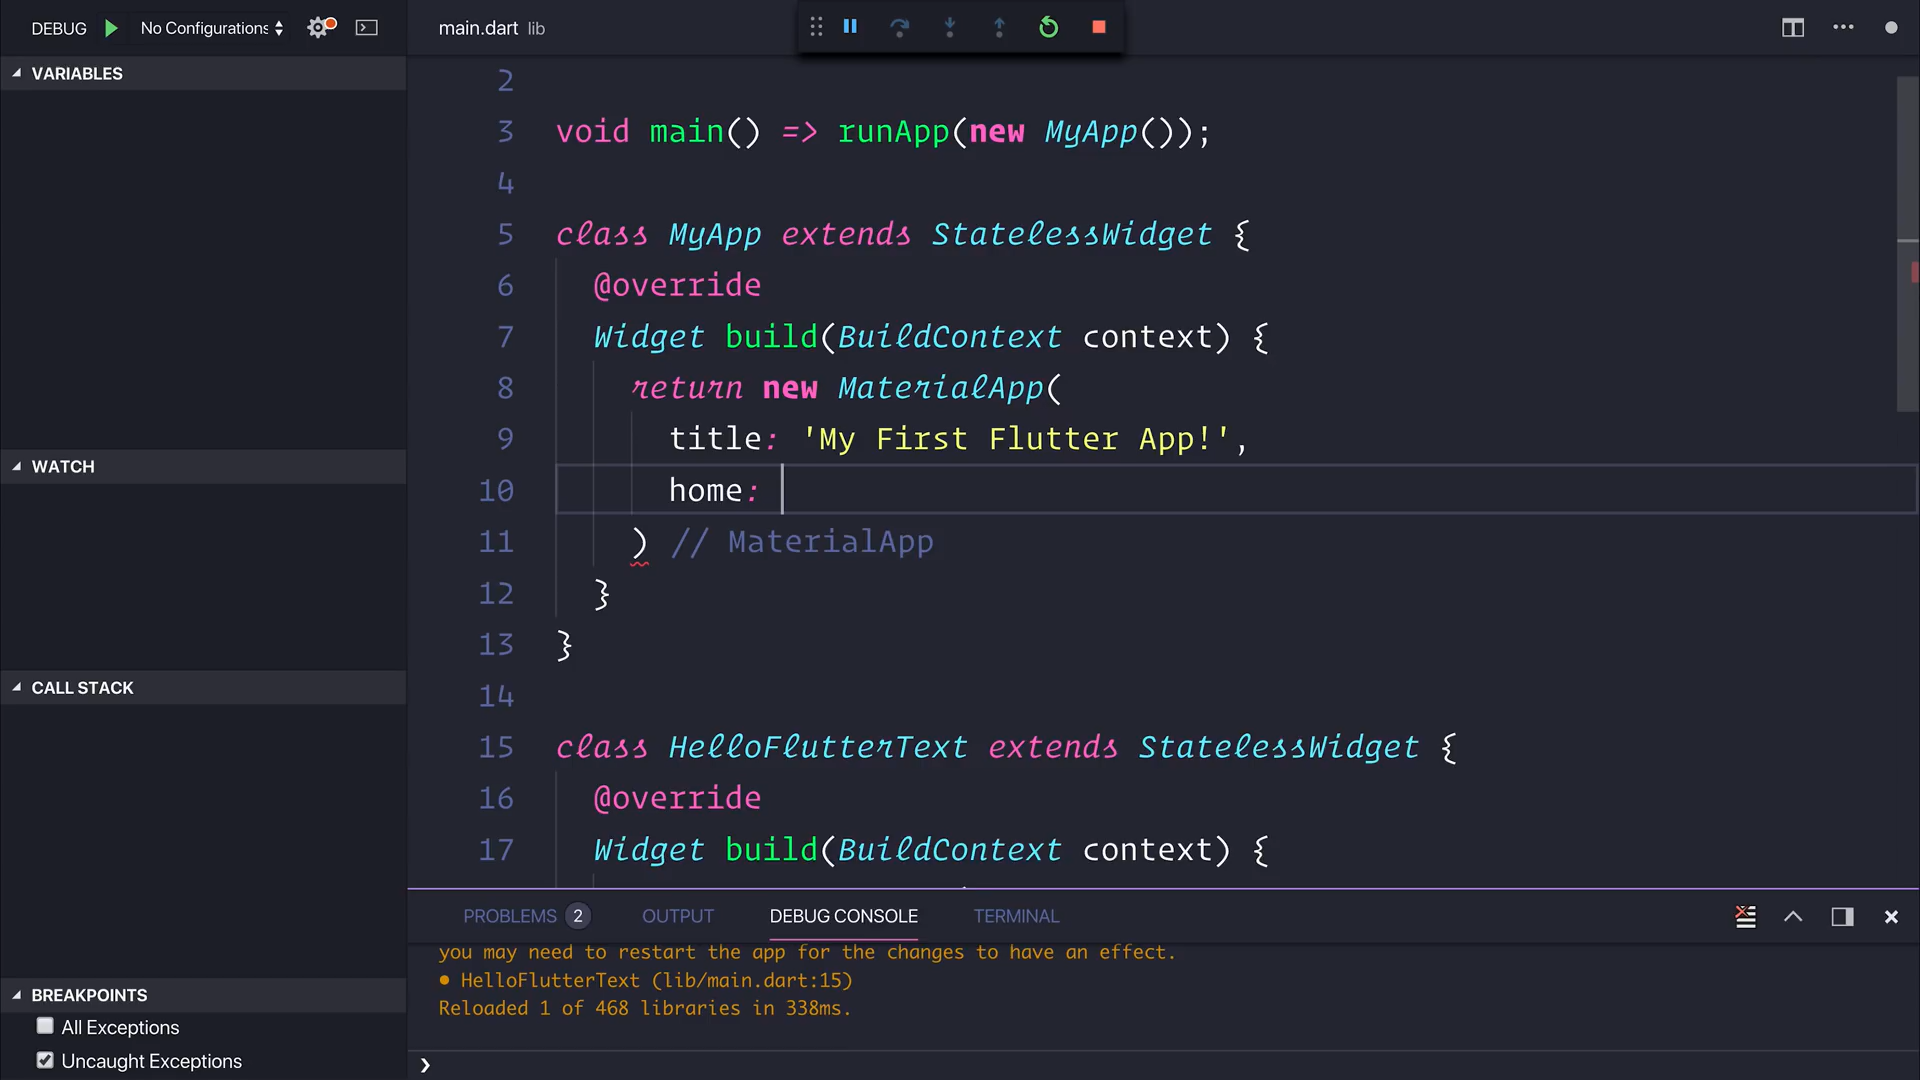 DEBUG No Configurations
main.dart lib
VARIABLES
WATCH
CALL STACK
BREAKPOINTS
All Exceptions
Uncaught Exceptions
2
3 void main() => runApp(new MyApp());
4
5 class MyApp extends StatelessWidget {
6 @override
7 Widget build(BuildContext context) {
8 return new MaterialApp(
9 title: 'My First Flutter App!',
10 home:
11 ) // MaterialApp
12 }
13 }
14
15 class HelloFlutterText extends StatelessWidget {
16 @override
17 Widget build(BuildContext context) {
PROBLEMS 2 OUTPUT DEBUG CONSOLE TERMINAL
you may need to restart the app for the changes to have an effect.
● HelloFlutterText (lib/main.dart:15)
Reloaded 1 of 468 libraries in 338ms.